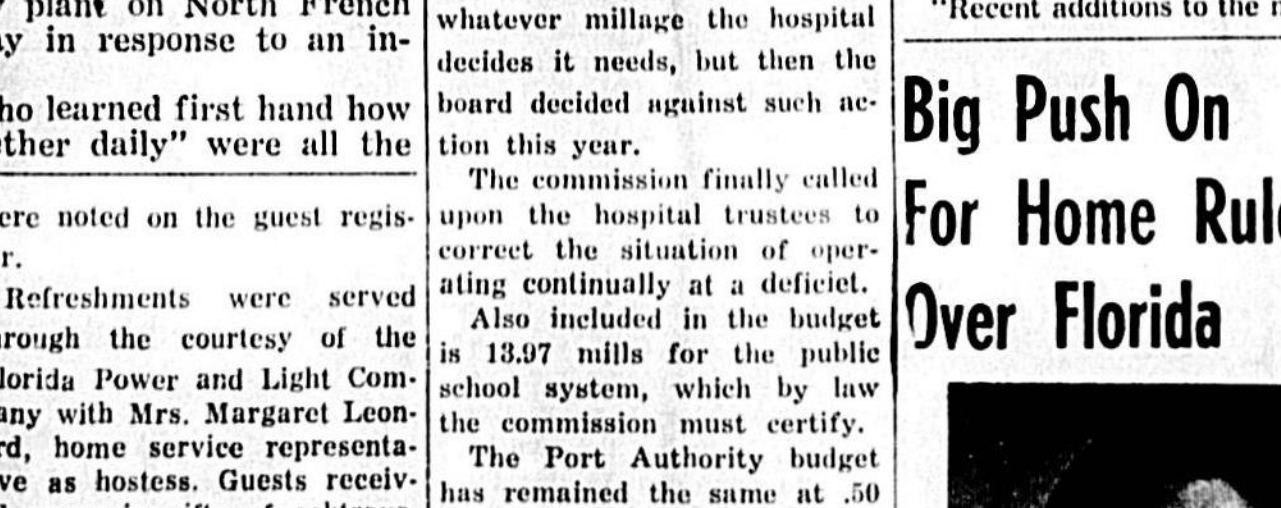 plant on North French
y in response to an in-
ho learned first hand how
ther daily" were all the
ere noted on the guest regis-
r.
Refreshments were served
rough the courtesy of the
lorida Power and Light Com-
any with Mrs. Margaret Leon-
rd, home service representa-
ve as hostess. Guests receiv-
whatever millage the hospital
decides it needs, but then the
board decided against such ac-
tion this year.
The commission finally called
upon the hospital trustees to
correct the situation of oper-
ating continually at a deficiet.
Also included in the budget
is 13.97 mills for the public
school system, which by law
the commission must certify.
The Port Authority budget
has remained the same at .50
"Recent additions to the
Big Push On
For Home Rul
Over Florida